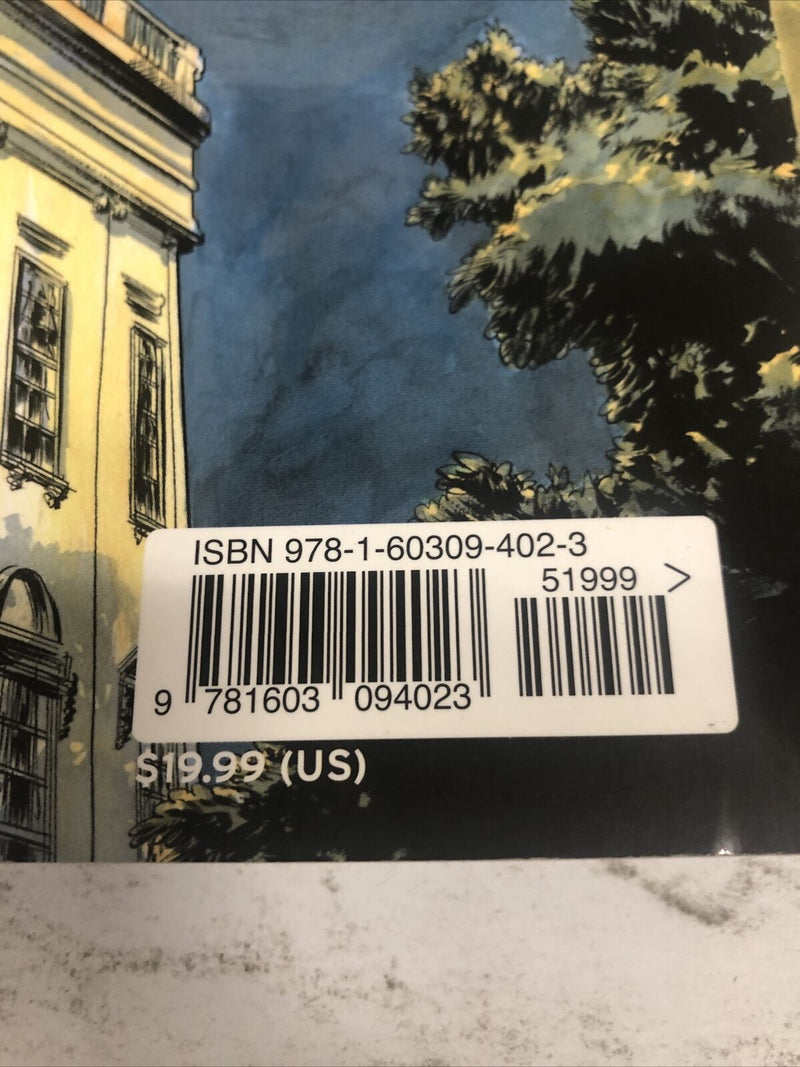 ISBN 978-1-60309-402-3
51999 >
9 781603 094023
$19.99 (US)